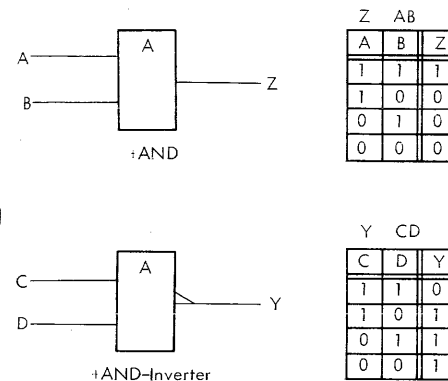 Z AB
A B Z
1 1 1
1 0 0
0 1 0
0 0 0
A
A
B
Z
+AND
Y CD
C D Y
1 1 0
1 0 1
0 1 1
0 0 1
A
C
D
Y
+AND-Inverter